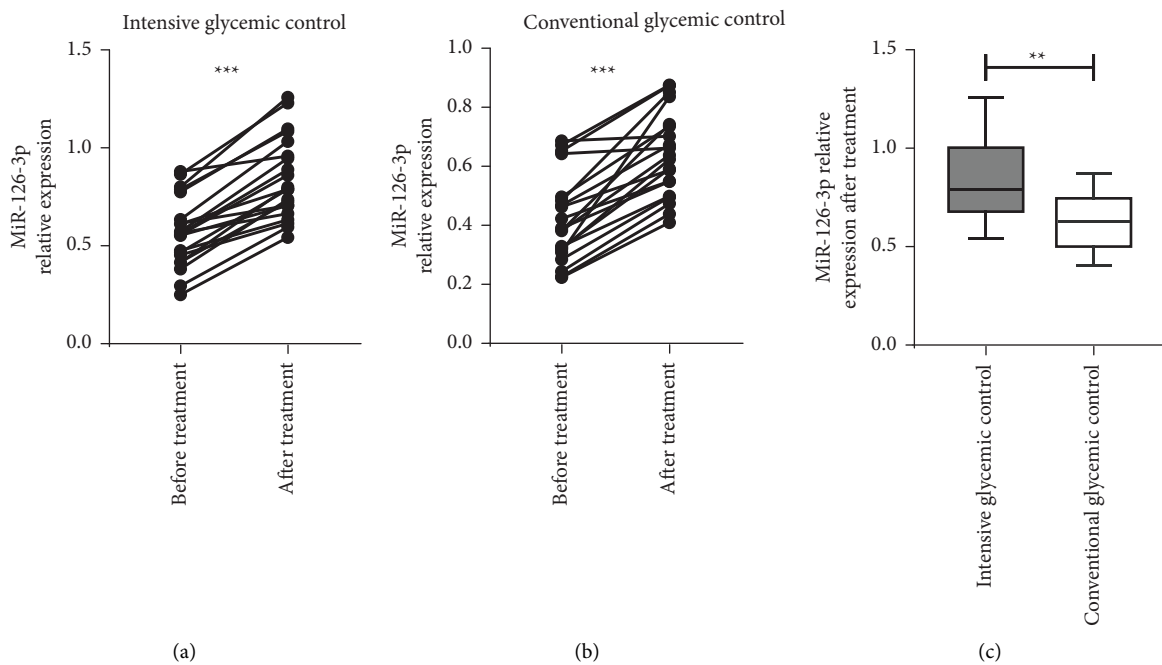 Intensive glycemic control
1.5
1.0
0.5
0.0
MiR-126-3p
relative expression
***
Before treatment
After treatment
(a)
Conventional glycemic control
1.0
0.8
0.6
0.4
0.2
0.0
MiR-126-3p
relative expression
***
Before treatment
After treatment
(b)
1.5
1.0
0.5
0.0
MiR-126-3p relative
expression after treatment
**
Intensive glycemic control
Conventional glycemic control
(c)